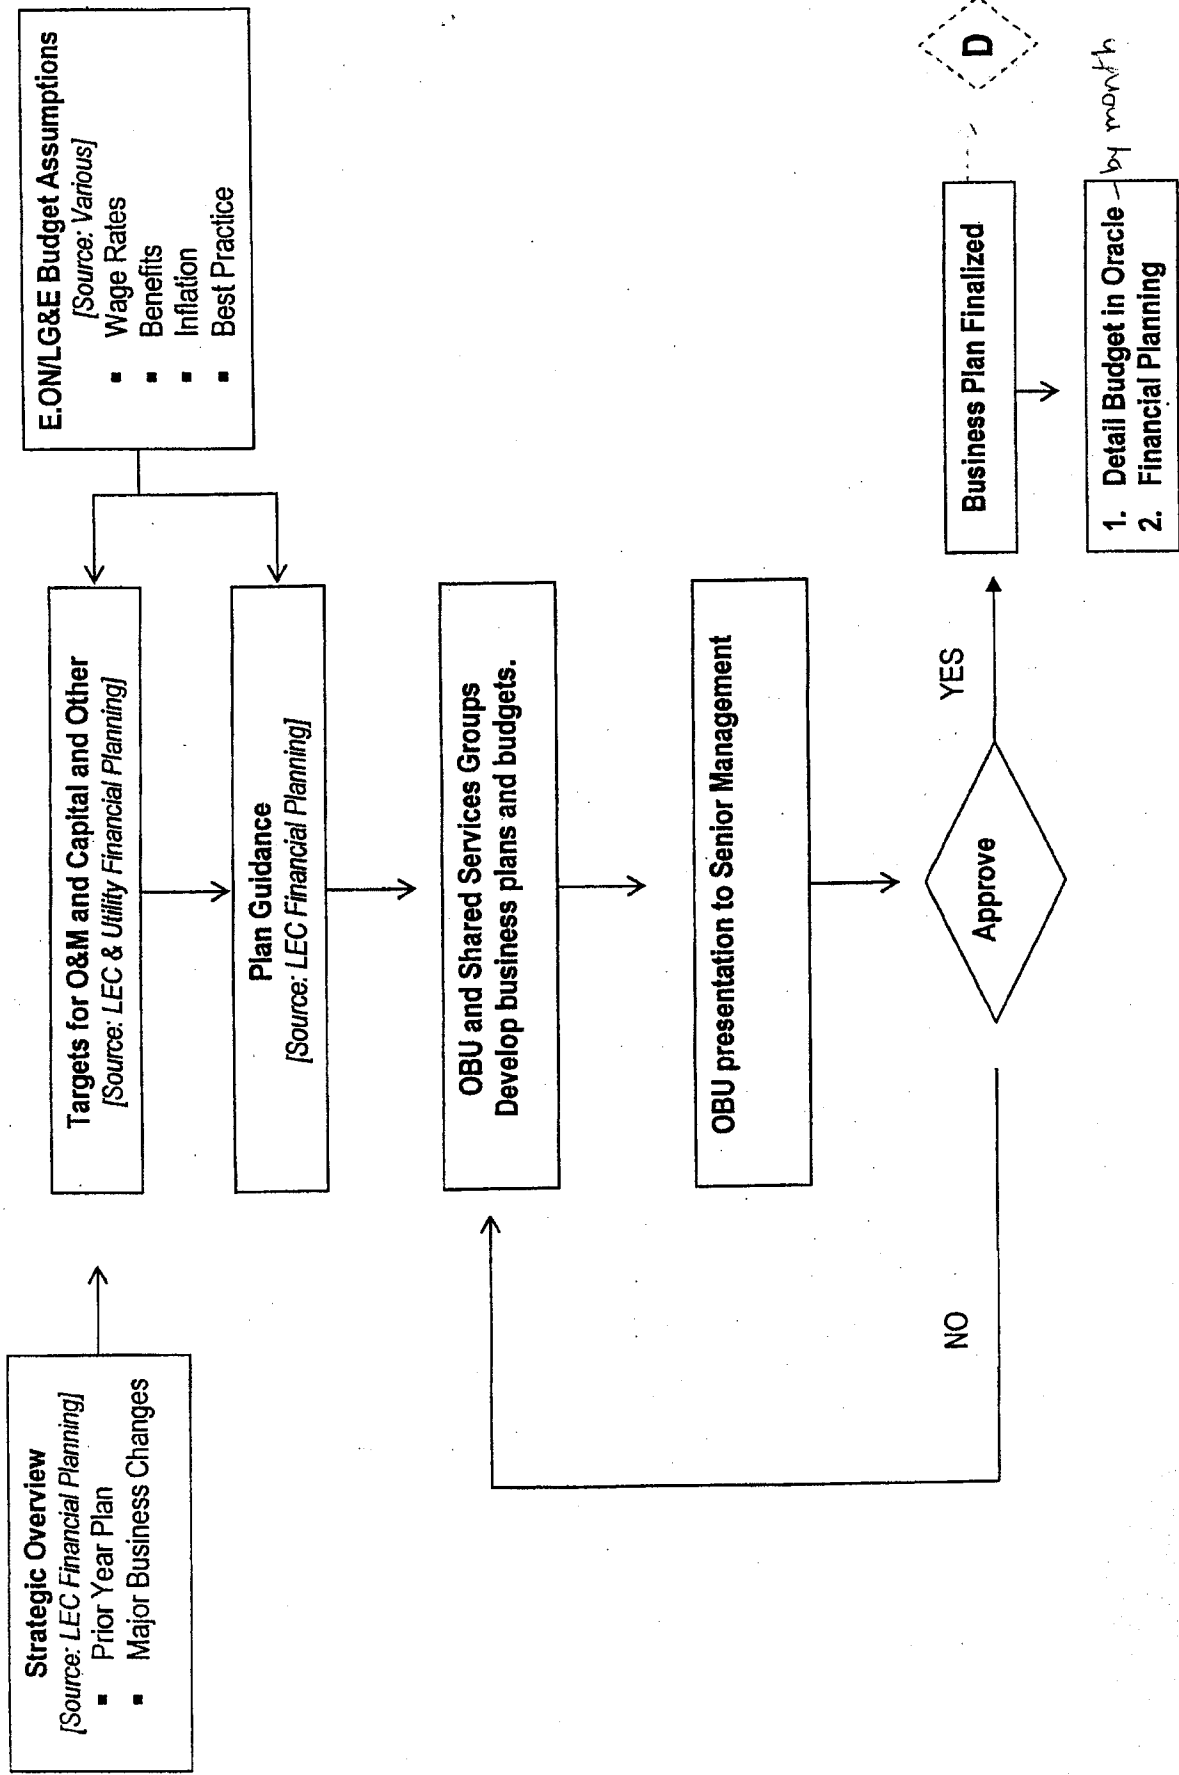 Strategic Overview
[Source: LEC Financial Planning]
▪ Prior Year Plan
▪ Major Business Changes
Targets for O&M and Capital and Other
[Source: LEC & Utility Financial Planning]
E.ON/LG&E Budget Assumptions
[Source: Various]
▪ Wage Rates
▪ Benefits
▪ Inflation
▪ Best Practice
Plan Guidance
[Source: LEC Financial Planning]
OBU and Shared Services Groups
Develop business plans and budgets.
OBU presentation to Senior Management
NO
Approve
YES
Business Plan Finalized
D
1. Detail Budget in Oracle - by month
2. Financial Planning